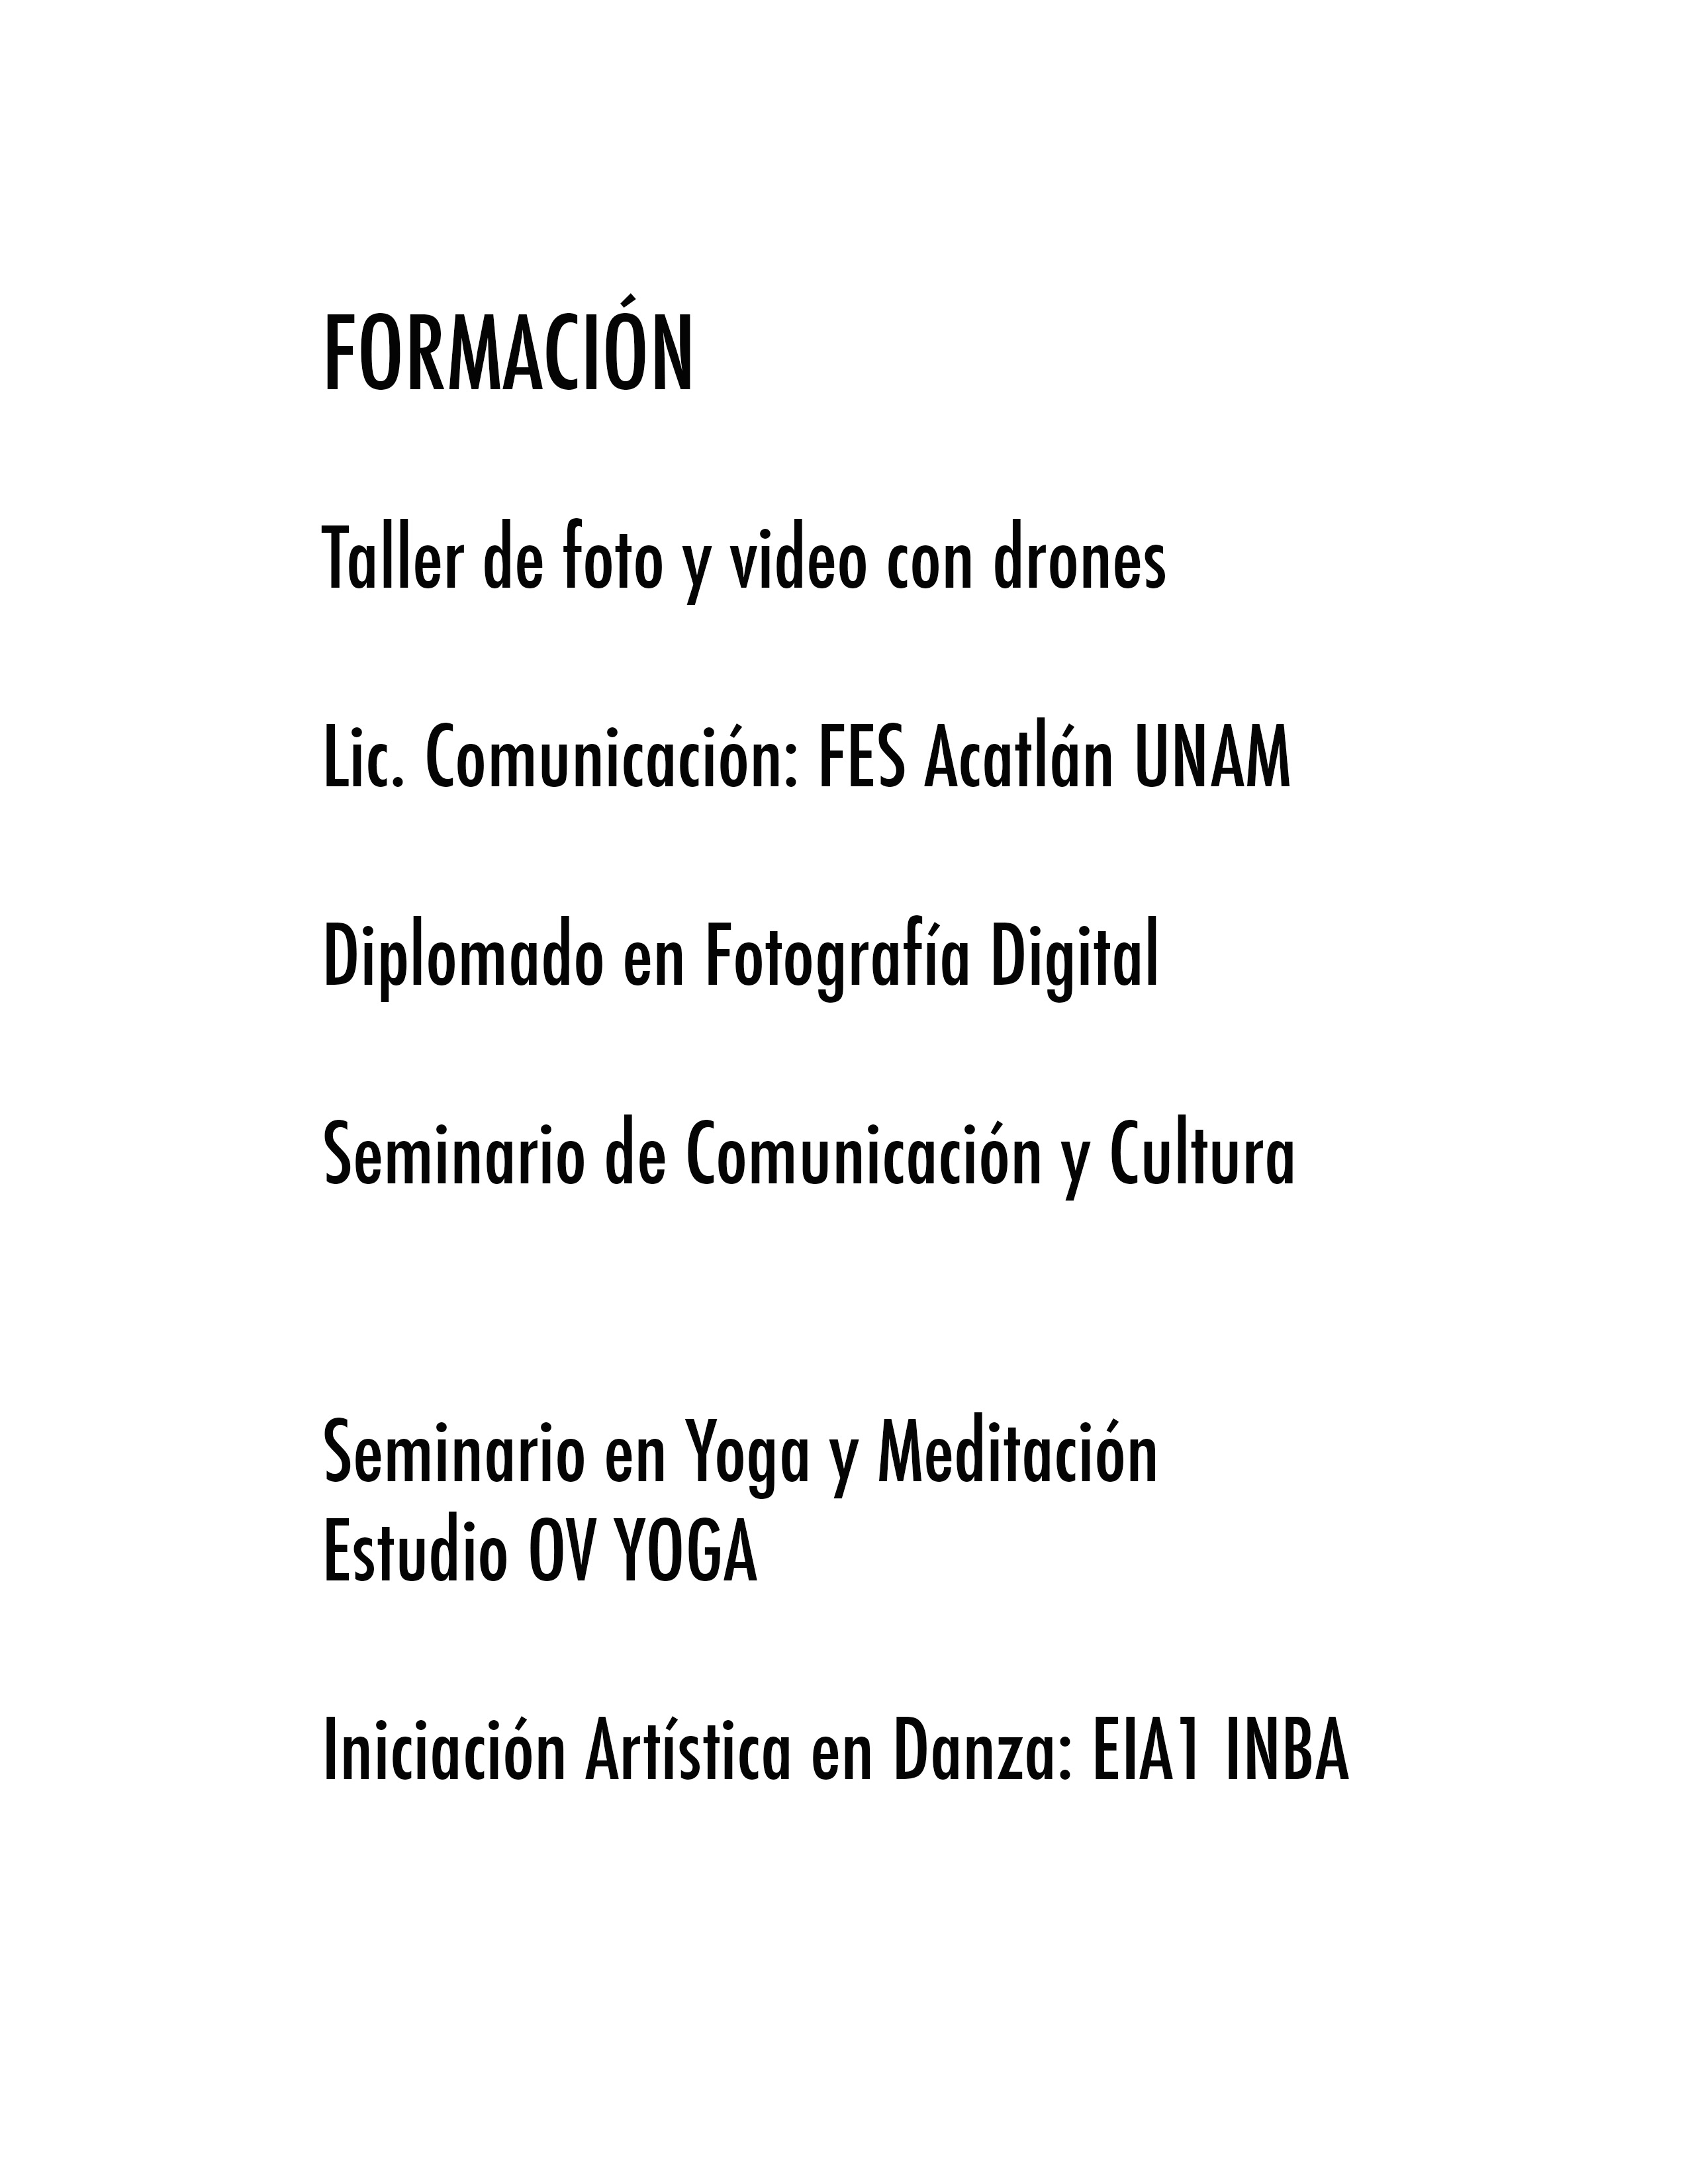 FORMACIÓN
Taller de foto y video con drones
Lic. Comunicación: FES Acatlán UNAM
Diplomado en Fotografía Digital
Seminario de Comunicación y Cultura
Seminario en Yoga y Meditación
Estudio OV YOGA
Iniciación Artística en Danza: EIA1 INBA